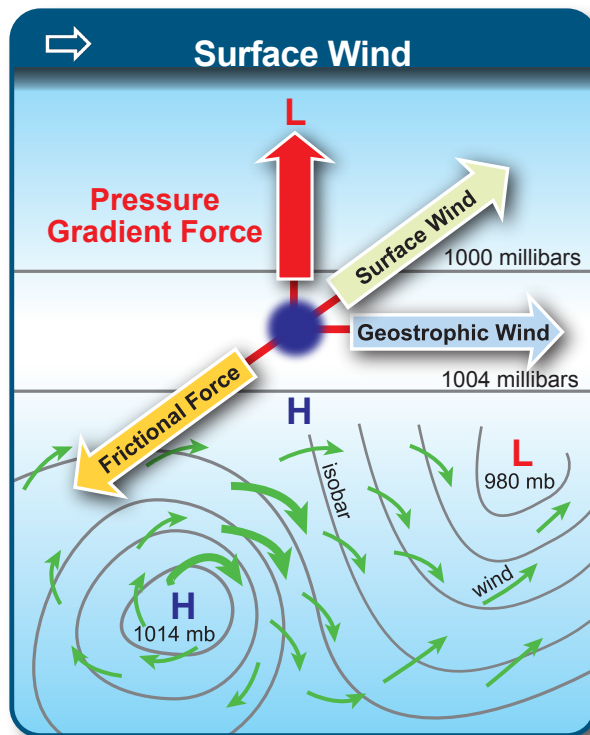 Surface Wind
L
Pressure
Gradient Force
Surface Wind
1000 millibars
Geostrophic Wind
1004 millibars
Frictional Force
H
isobar
L
980 mb
wind
H
1014 mb